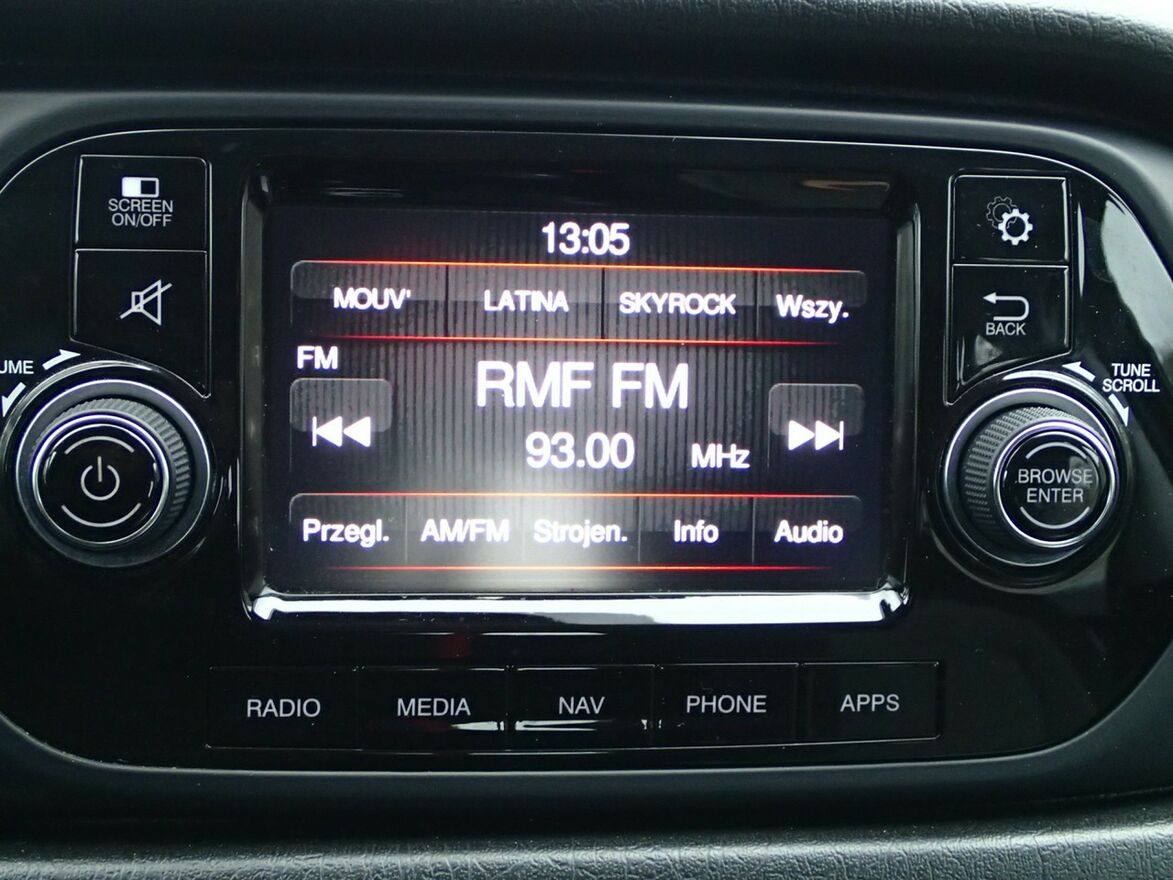 SCREEN
ON/OFF
UME
13:05
MOUV' LATINA SKYROCK Wszy.
FM
RMF FM
93.00 MHz
Przegl. AM/FM Strojen. Info Audio
BACK
TUNE
SCROLL
BROWSE
ENTER
RADIO MEDIA NAV PHONE APPS